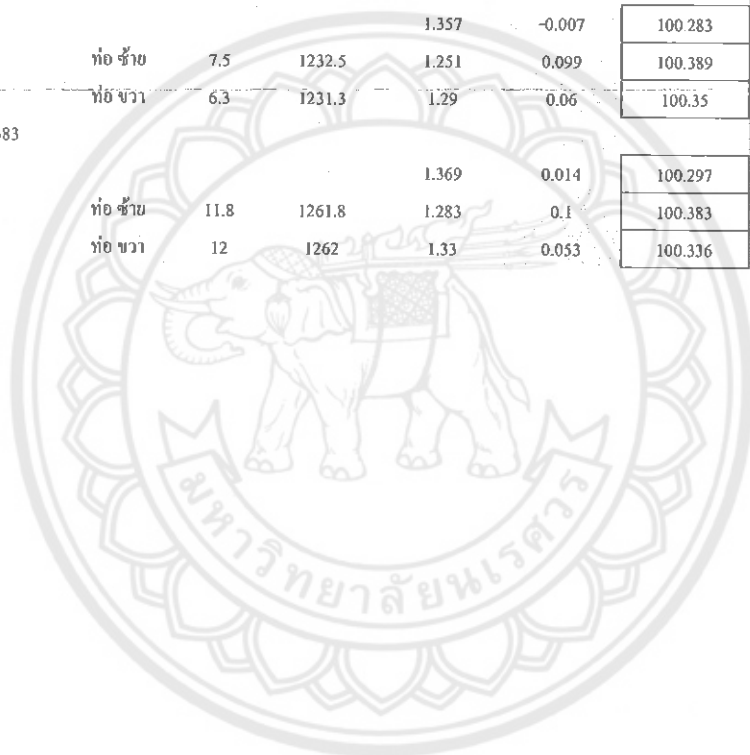 1.357 -0.007 100.283
ท่อ ซ้าย 7.5 1232.5 1.251 0.099 100.389
ท่อ ขวา 6.3 1231.3 1.29 0.06 100.35
1.369 0.014 100.297
ท่อ ซ้าย 11.8 1261.8 1.283 0.1 100.383
ท่อ ขวา 12 1262 1.33 0.053 100.336
มหาวิทยาลัยนเรศวร